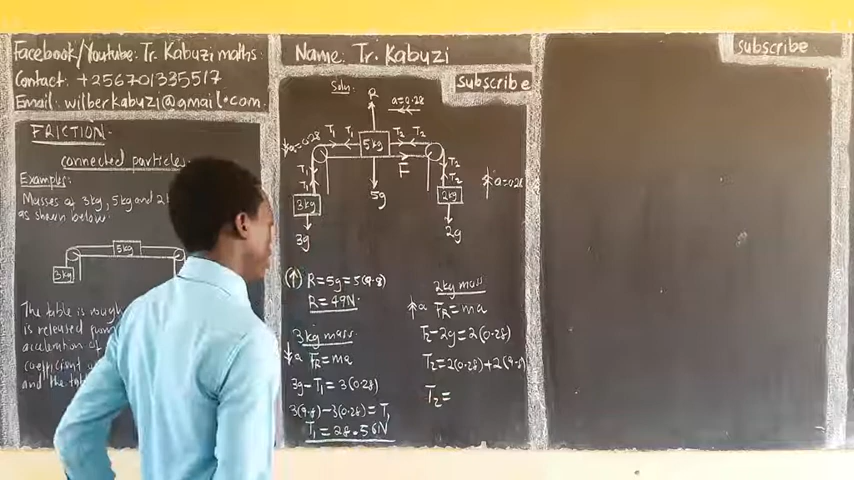 Facebook/Youtube: Tr. Kabuzi maths
Contact: +256701335517
Email: wilberkabuzi@gmail.com
FRICTION
connected particles
Examples
Masses of 3kg, 5kg and 2k
as shown below
5kg
3kg
The table is rough
is released
acceleration of
coefficient
and the
Name: Tr. Kabuzi
subscribe
Soln
R
a=0.28
a=0.28
T₁ T₁
5kg
T₂ T₂
F
T₁
T₁
T₂
T₂
3kg
5g
2kg
a=0.28
3g
2g
(↑) R=5g=5(9.8)
R=49N
3kg mass
↓a FR=ma
3g-T₁=3(0.28)
3(9.8)-3(0.28)=T₁
T₁=28.56N
2kg mass
↑a FR=ma
T₂-2g=2(0.28)
T₂=2(0.28)+2(9.8)
T₂=
subscribe